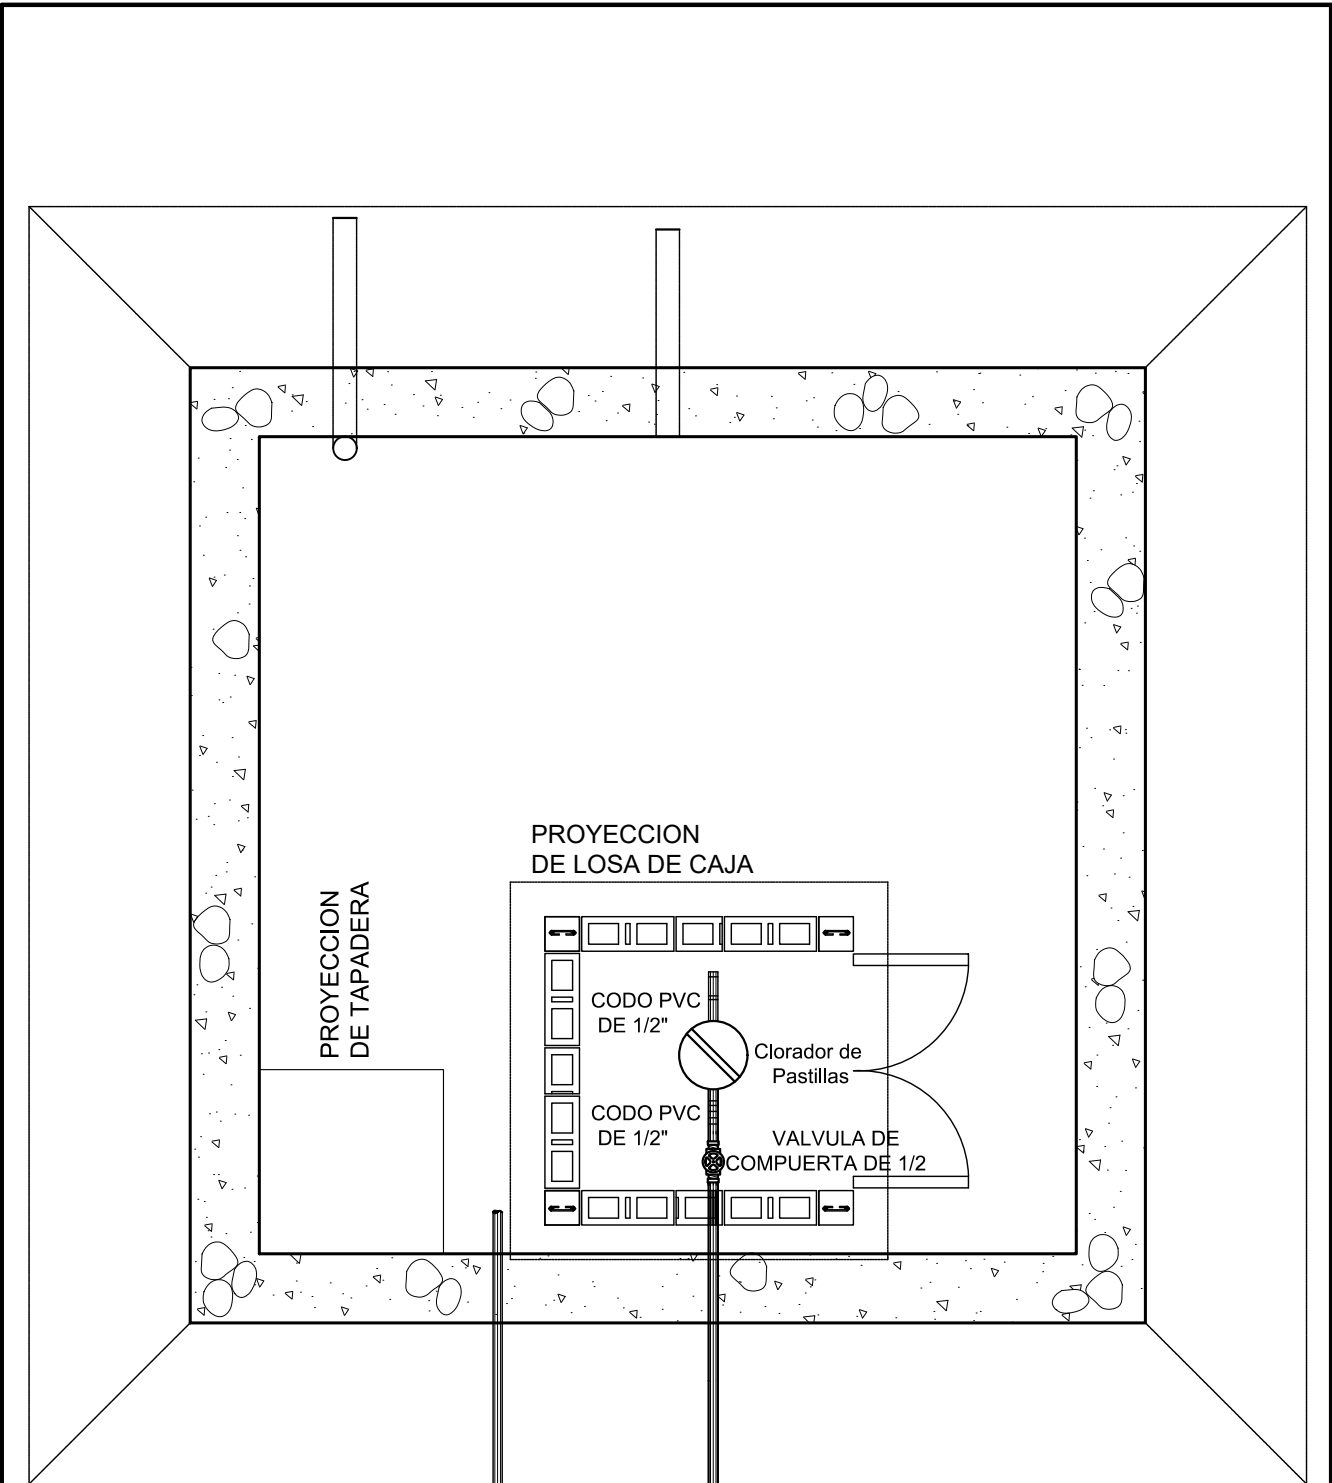 PROYECCION
DE LOSA DE CAJA
PROYECCION
DE TAPADERA
CODO PVC
DE 1/2"
Clorador de
Pastillas
CODO PVC
DE 1/2"
VALVULA DE
COMPUERTA DE 1/2